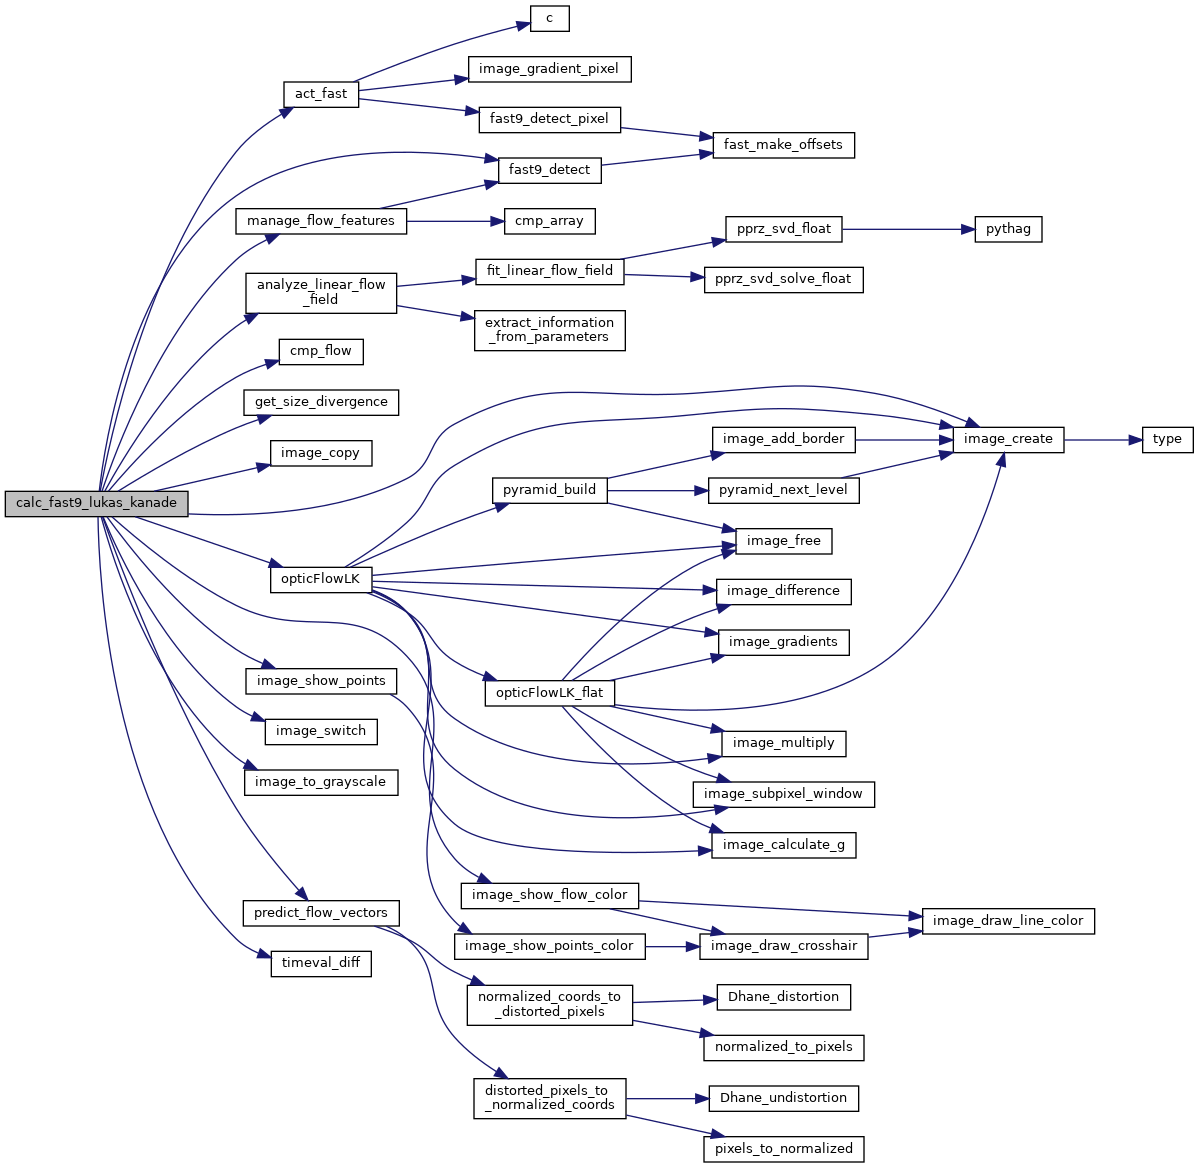 c
image_gradient_pixel
act_fast
fast9_detect_pixel
fast_make_offsets
fast9_detect
manage_flow_features
cmp_array
pprz_svd_float
pythag
fit_linear_flow_field
pprz_svd_solve_float
analyze_linear_flow
_field
extract_information
_from_parameters
cmp_flow
get_size_divergence
image_add_border
image_create
type
image_copy
pyramid_build
pyramid_next_level
calc_fast9_lukas_kanade
image_free
opticFlowLK
image_difference
image_gradients
image_show_points
opticFlowLK_flat
image_switch
image_multiply
image_to_grayscale
image_subpixel_window
image_calculate_g
image_show_flow_color
predict_flow_vectors
image_draw_line_color
image_show_points_color
image_draw_crosshair
timeval_diff
normalized_coords_to
_distorted_pixels
Dhane_distortion
normalized_to_pixels
distorted_pixels_to
_normalized_coords
Dhane_undistortion
pixels_to_normalized